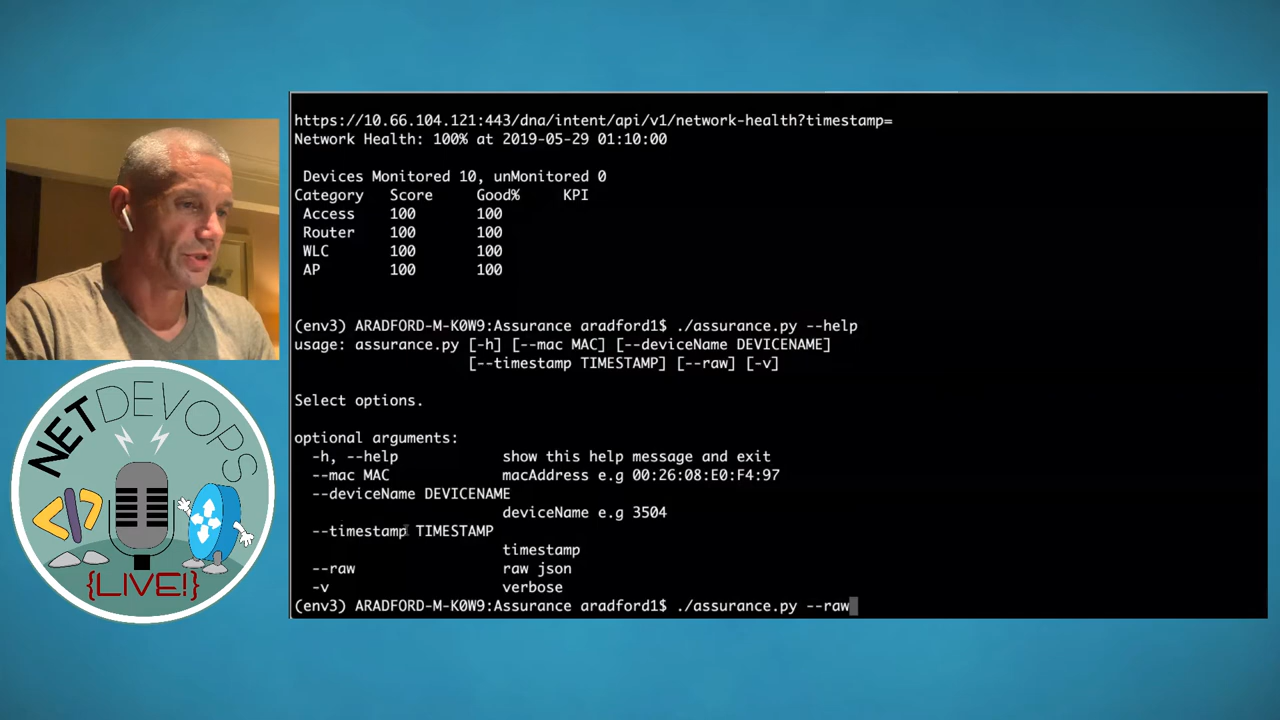 https://10.66.104.121:443/dna/intent/api/v1/network-health?timestamp=
Network Health: 100% at 2019-05-29 01:10:00
Devices Monitored 10, unMonitored 0
Category Score Good% KPI
Access 100 100
Router 100 100
WLC 100 100
AP 100 100
(env3) ARADFORD-M-K0W9:Assurance aradford1$ ./assurance.py --help
usage: assurance.py [-h] [--mac MAC] [--deviceName DEVICENAME]
[--timestamp TIMESTAMP] [--raw] [-v]
Select options.
optional arguments:
-h, --help show this help message and exit
--mac MAC macAddress e.g 00:26:08:E0:F4:97
--deviceName DEVICENAME
deviceName e.g 3504
--timestamp TIMESTAMP
timestamp
--raw raw json
-v verbose
(env3) ARADFORD-M-K0W9:Assurance aradford1$ ./assurance.py --raw
NETDEVOPS
</>
{LIVE!}